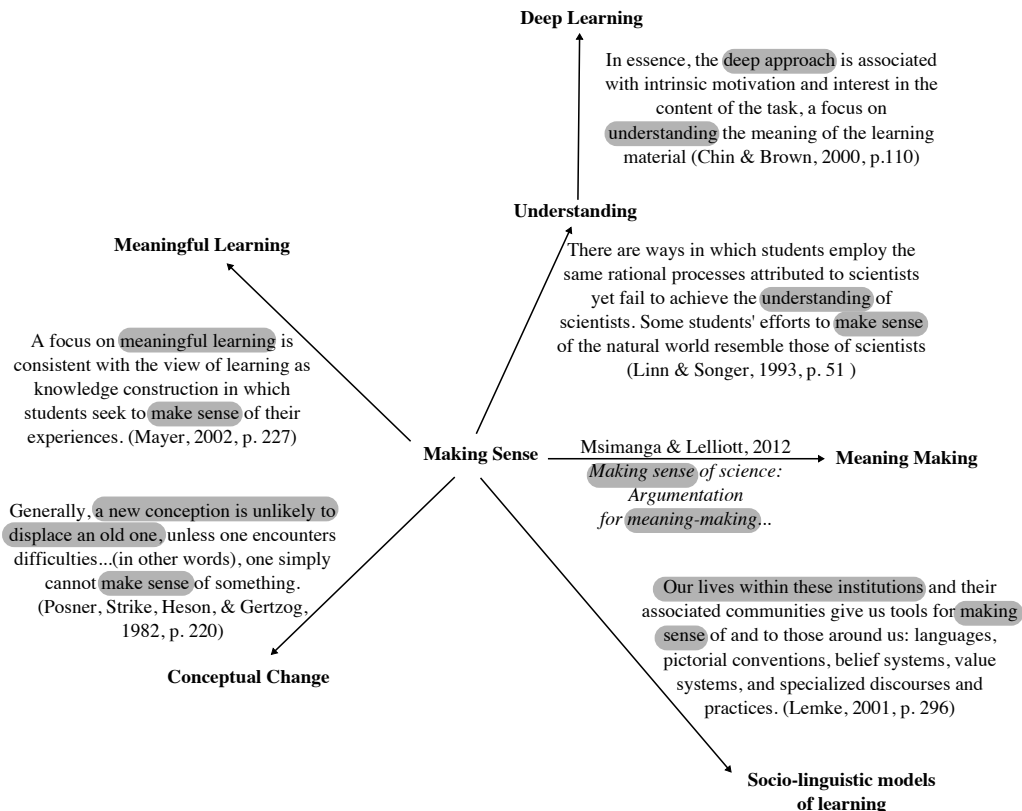 Deep Learning
In essence, the deep approach is associated
with intrinsic motivation and interest in the
content of the task, a focus on
understanding the meaning of the learning
material (Chin & Brown, 2000, p.110)
Understanding
There are ways in which students employ the
same rational processes attributed to scientists
yet fail to achieve the understanding of
scientists. Some students' efforts to make sense
of the natural world resemble those of scientists
(Linn & Songer, 1993, p. 51 )
Meaningful Learning
A focus on meaningful learning is
consistent with the view of learning as
knowledge construction in which
students seek to make sense of their
experiences. (Mayer, 2002, p. 227)
Making Sense
Msimanga & Lelliott, 2012
Making sense of science:
Argumentation
for meaning-making...
Meaning Making
Generally, a new conception is unlikely to
displace an old one, unless one encounters
difficulties...(in other words), one simply
cannot make sense of something.
(Posner, Strike, Heson, & Gertzog,
1982, p. 220)
Conceptual Change
Our lives within these institutions and their
associated communities give us tools for making
sense of and to those around us: languages,
pictorial conventions, belief systems, value
systems, and specialized discourses and
practices. (Lemke, 2001, p. 296)
Socio-linguistic models
of learning